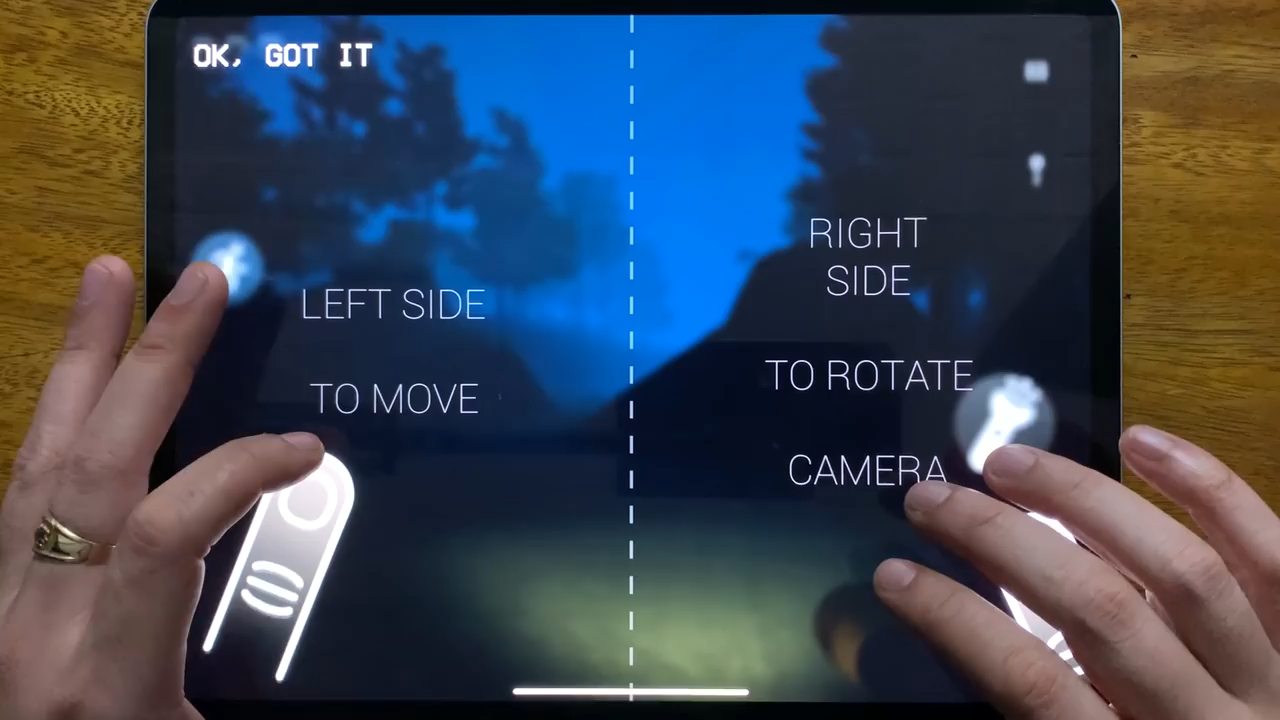 OK, GOT IT
LEFT SIDE
TO MOVE
RIGHT
SIDE
TO ROTATE
CAMERA